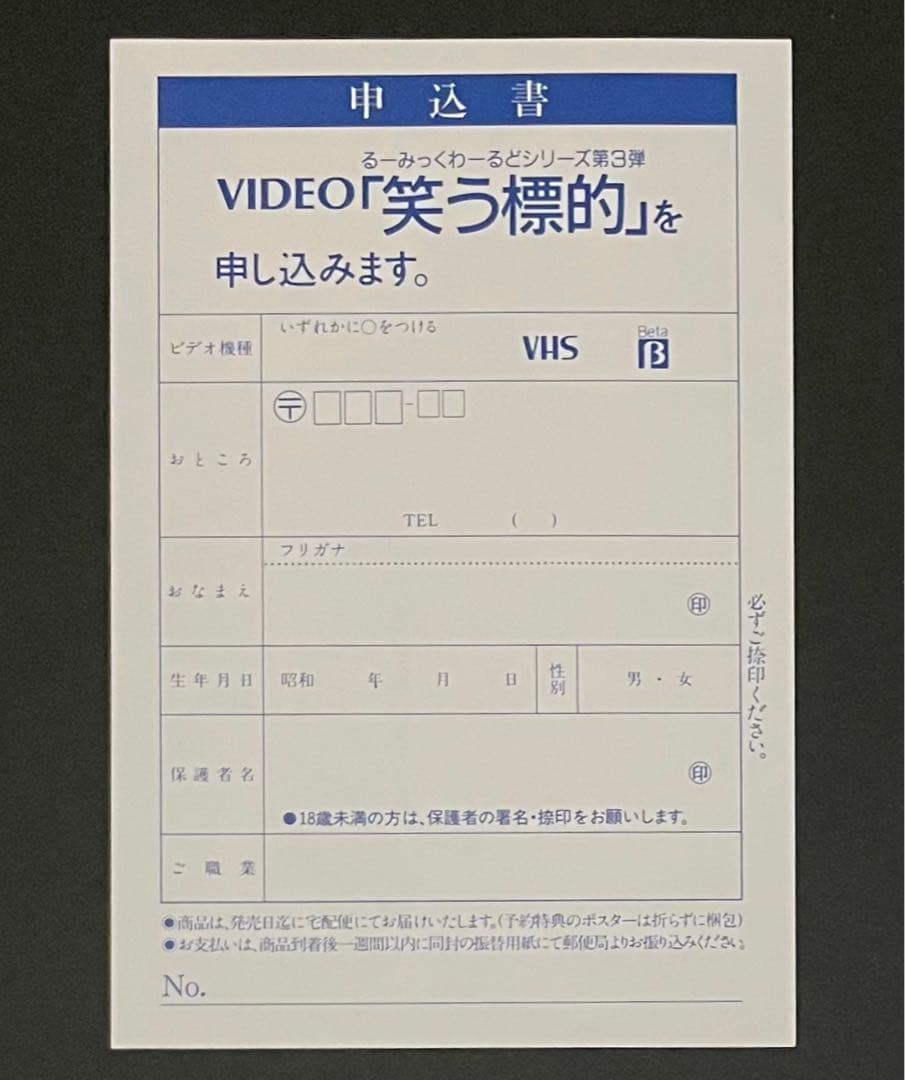 申込書
るーみっくわーるどシリーズ第3弾
VIDEO「笑う標的」を
申し込みます。
ビデオ機種
いずれかに○をつける
VHS
Beta
β
おところ
〒□□□-□□
TEL ( )
おなまえ
フリガナ
印
生年月日
昭和 年 月 日
性別
男・女
保護者名
印
●18歳未満の方は、保護者の署名・捺印をお願いします。
ご職業
必ずご捺印ください。
●商品は、発売日迄に宅配便にてお届けいたします。(予約特典のポスターは折らずに梱包)
●お支払いは、商品到着後一週間以内に同封の振替用紙にて郵便局よりお振り込みください。
No.